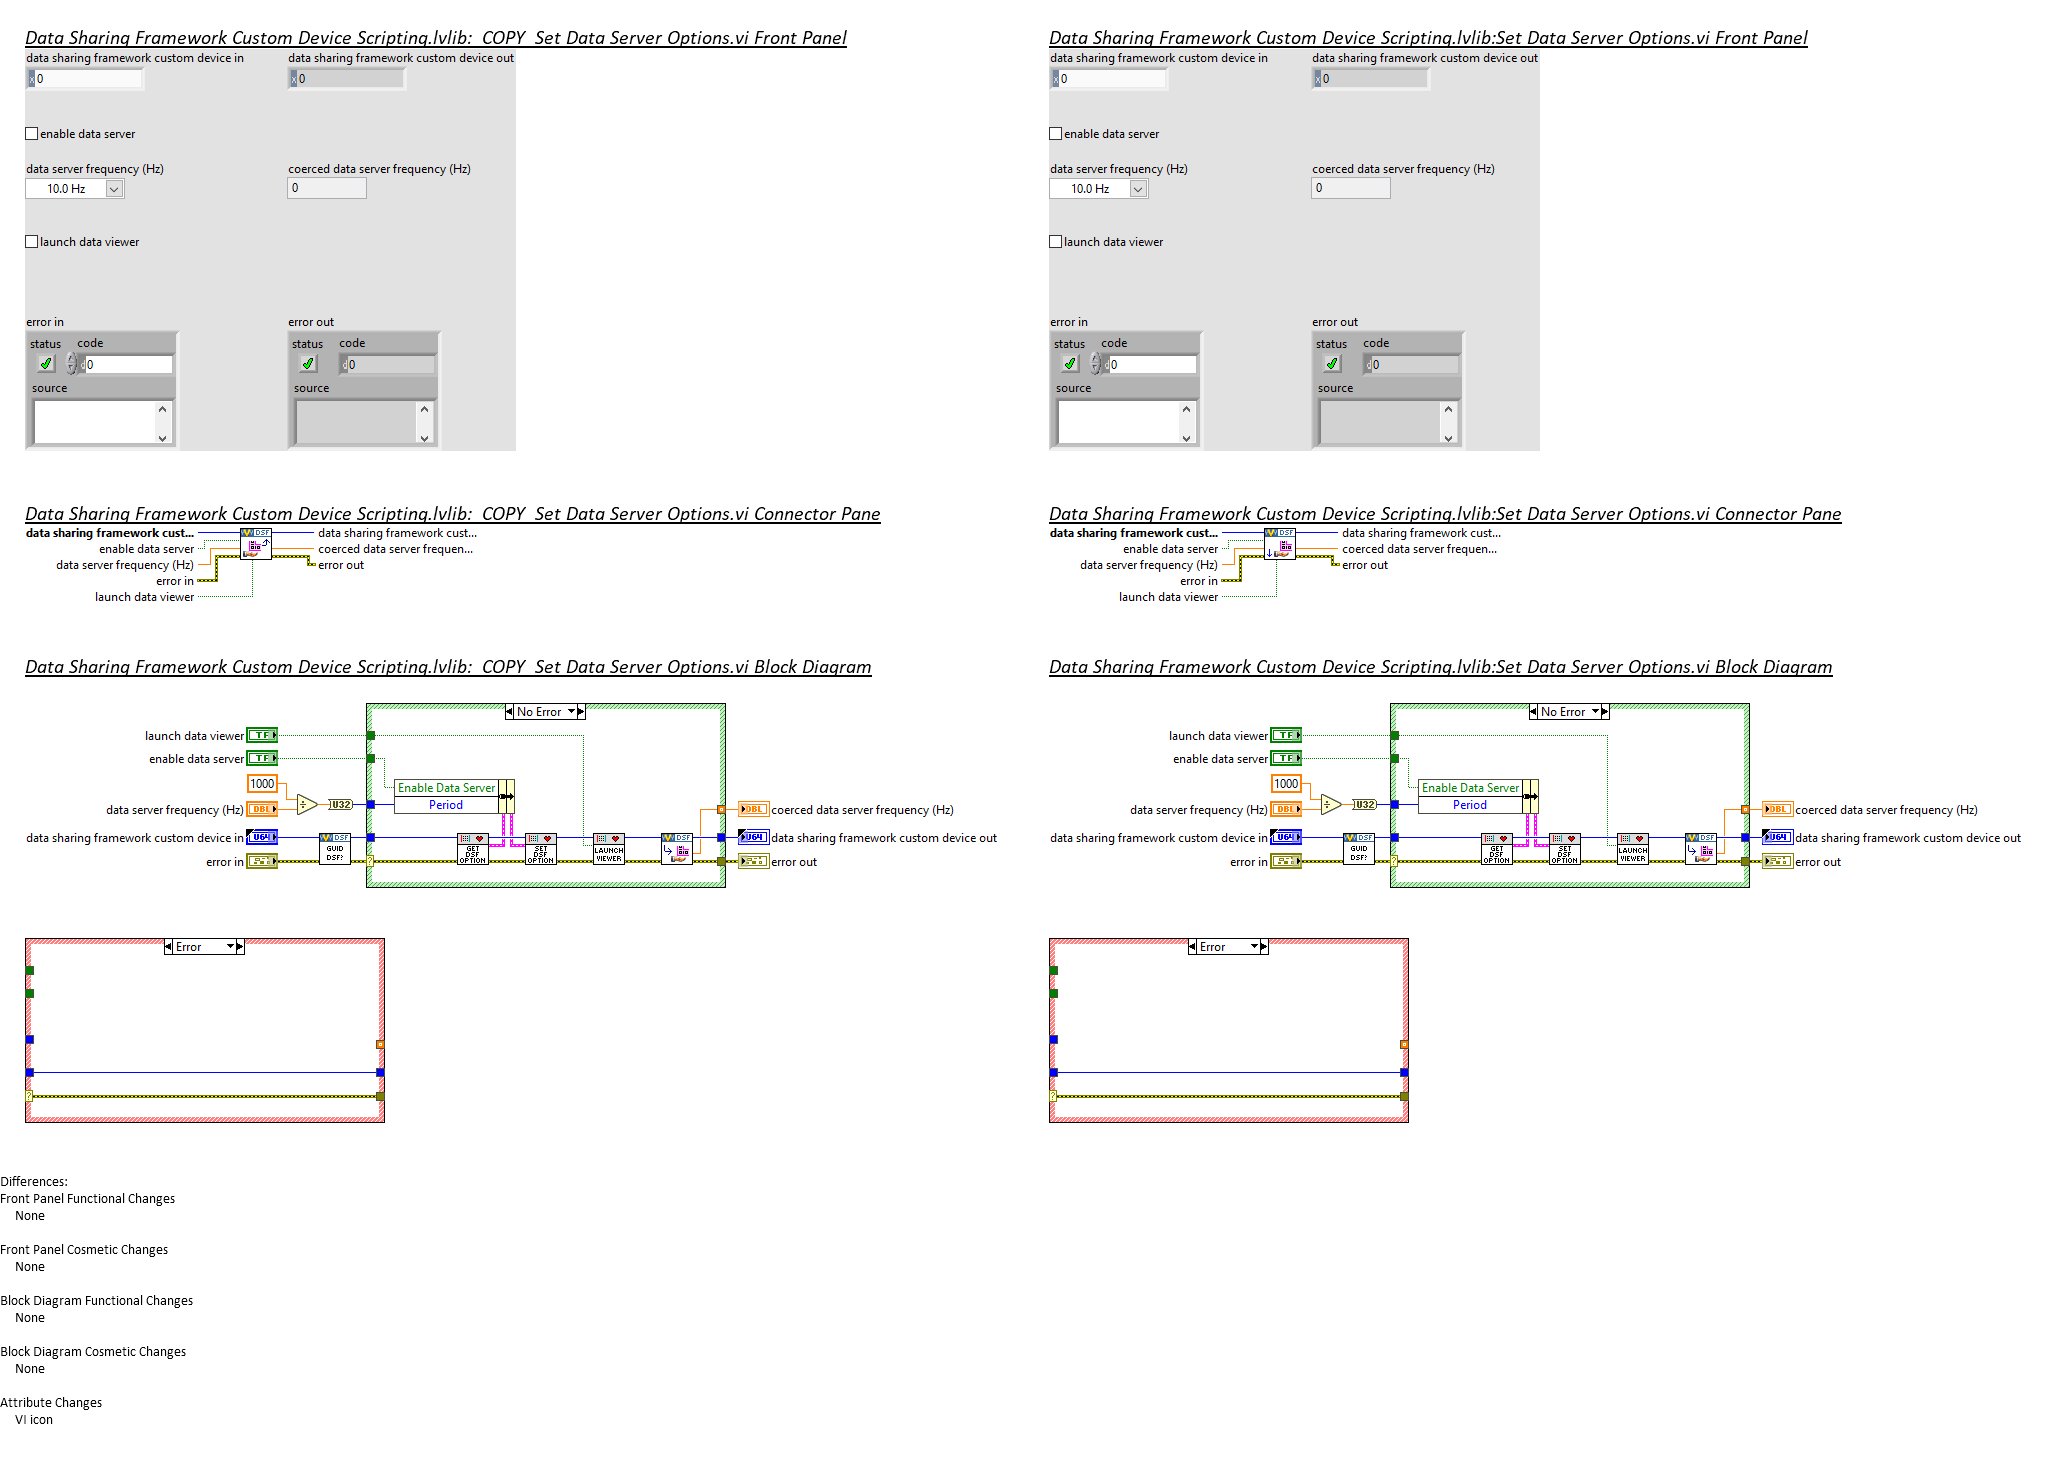 Data Sharing Framework Custom Device Scripting.lvlib:_COPY_Set Data Server Options.vi Front Panel
data sharing framework custom device in
data sharing framework custom device out
x 0
x 0
enable data server
data server frequency (Hz)
coerced data server frequency (Hz)
10.0 Hz
0
launch data viewer
error in
error out
status
code
status
code
d 0
d 0
source
source
Data Sharing Framework Custom Device Scripting.lvlib:Set Data Server Options.vi Front Panel
data sharing framework custom device in
data sharing framework custom device out
x 0
x 0
enable data server
data server frequency (Hz)
coerced data server frequency (Hz)
10.0 Hz
0
launch data viewer
error in
error out
status
code
status
code
d 0
d 0
source
source
Data Sharing Framework Custom Device Scripting.lvlib:_COPY_Set Data Server Options.vi Connector Pane
data sharing framework cust...
enable data server
data server frequency (Hz)
error in
launch data viewer
DSF
data sharing framework cust...
coerced data server frequen...
error out
Data Sharing Framework Custom Device Scripting.lvlib:Set Data Server Options.vi Connector Pane
data sharing framework cust...
enable data server
data server frequency (Hz)
error in
launch data viewer
DSF
data sharing framework cust...
coerced data server frequen...
error out
Data Sharing Framework Custom Device Scripting.lvlib:_COPY_Set Data Server Options.vi Block Diagram
No Error
launch data viewer
TF
enable data server
TF
1000
Enable Data Server
Period
data server frequency (Hz)
DBL
U32
DBL
coerced data server frequency (Hz)
data sharing framework custom device in
U64
DSF
GUID
DSF?
GET
DSF
OPTION
SET
DSF
OPTION
LAUNCH
VIEWER
DSF
U64
data sharing framework custom device out
error in
error out
Data Sharing Framework Custom Device Scripting.lvlib:Set Data Server Options.vi Block Diagram
No Error
launch data viewer
TF
enable data server
TF
1000
Enable Data Server
Period
data server frequency (Hz)
DBL
U32
DBL
coerced data server frequency (Hz)
data sharing framework custom device in
U64
DSF
GUID
DSF?
GET
DSF
OPTION
SET
DSF
OPTION
LAUNCH
VIEWER
DSF
U64
data sharing framework custom device out
error in
error out
Error
?
Error
?
Differences:
Front Panel Functional Changes
None
Front Panel Cosmetic Changes
None
Block Diagram Functional Changes
None
Block Diagram Cosmetic Changes
None
Attribute Changes
VI icon